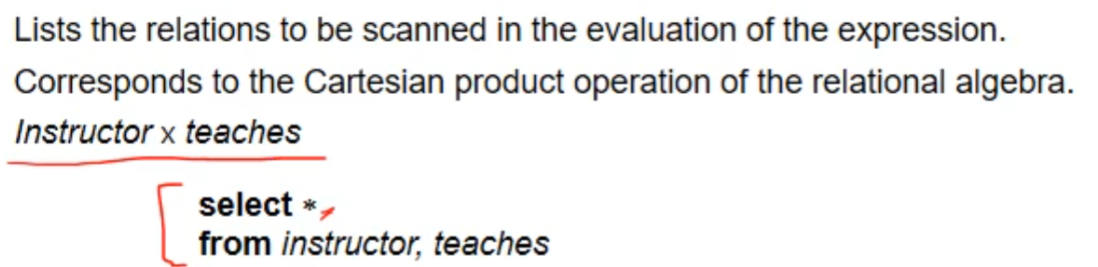 Lists the relations to be scanned in the evaluation of the expression.
Corresponds to the Cartesian product operation of the relational algebra.
Instructor x teaches
select *
from instructor, teaches